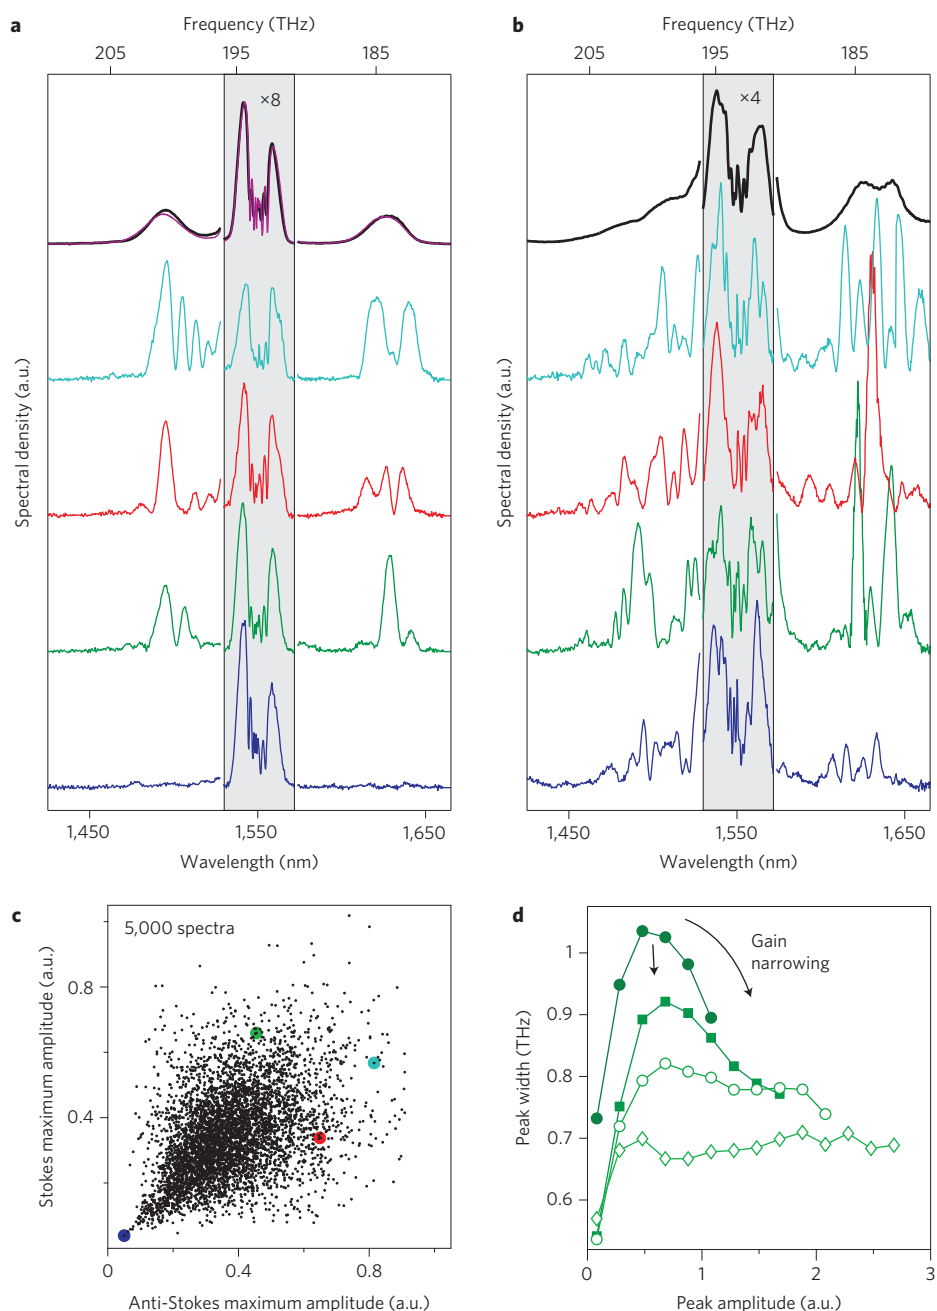 a
Frequency (THz)
205 195 185
×8
Spectral density (a.u.)
1,450 1,550 1,650
Wavelength (nm)
b
Frequency (THz)
205 195 185
×4
Spectral density (a.u.)
1,450 1,550 1,650
Wavelength (nm)
c
5,000 spectra
Stokes maximum amplitude (a.u.)
0.8
0.4
0
0 0.4 0.8
Anti-Stokes maximum amplitude (a.u.)
d
Gain
narrowing
Peak width (THz)
1
0.9
0.8
0.7
0.6
0 1 2 3
Peak amplitude (a.u.)